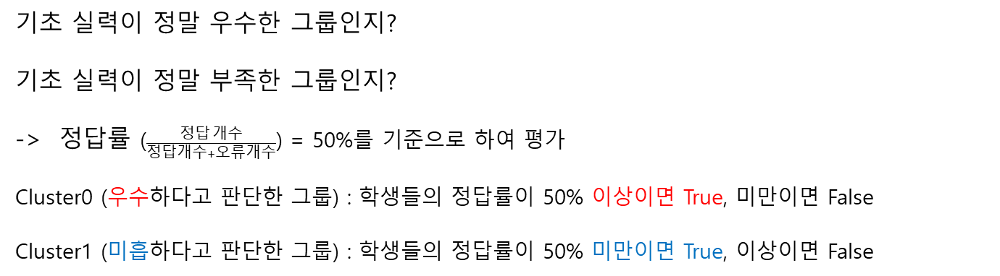 기초 실력이 정말 우수한 그룹인지?
기초 실력이 정말 부족한 그룹인지?
-> 정답률 (정답 개수/정답개수+오류개수) = 50%를 기준으로 하여 평가
Cluster0 (우수하다고 판단한 그룹) : 학생들의 정답률이 50% 이상이면 True, 미만이면 False
Cluster1 (미흡하다고 판단한 그룹) : 학생들의 정답률이 50% 미만이면 True, 이상이면 False